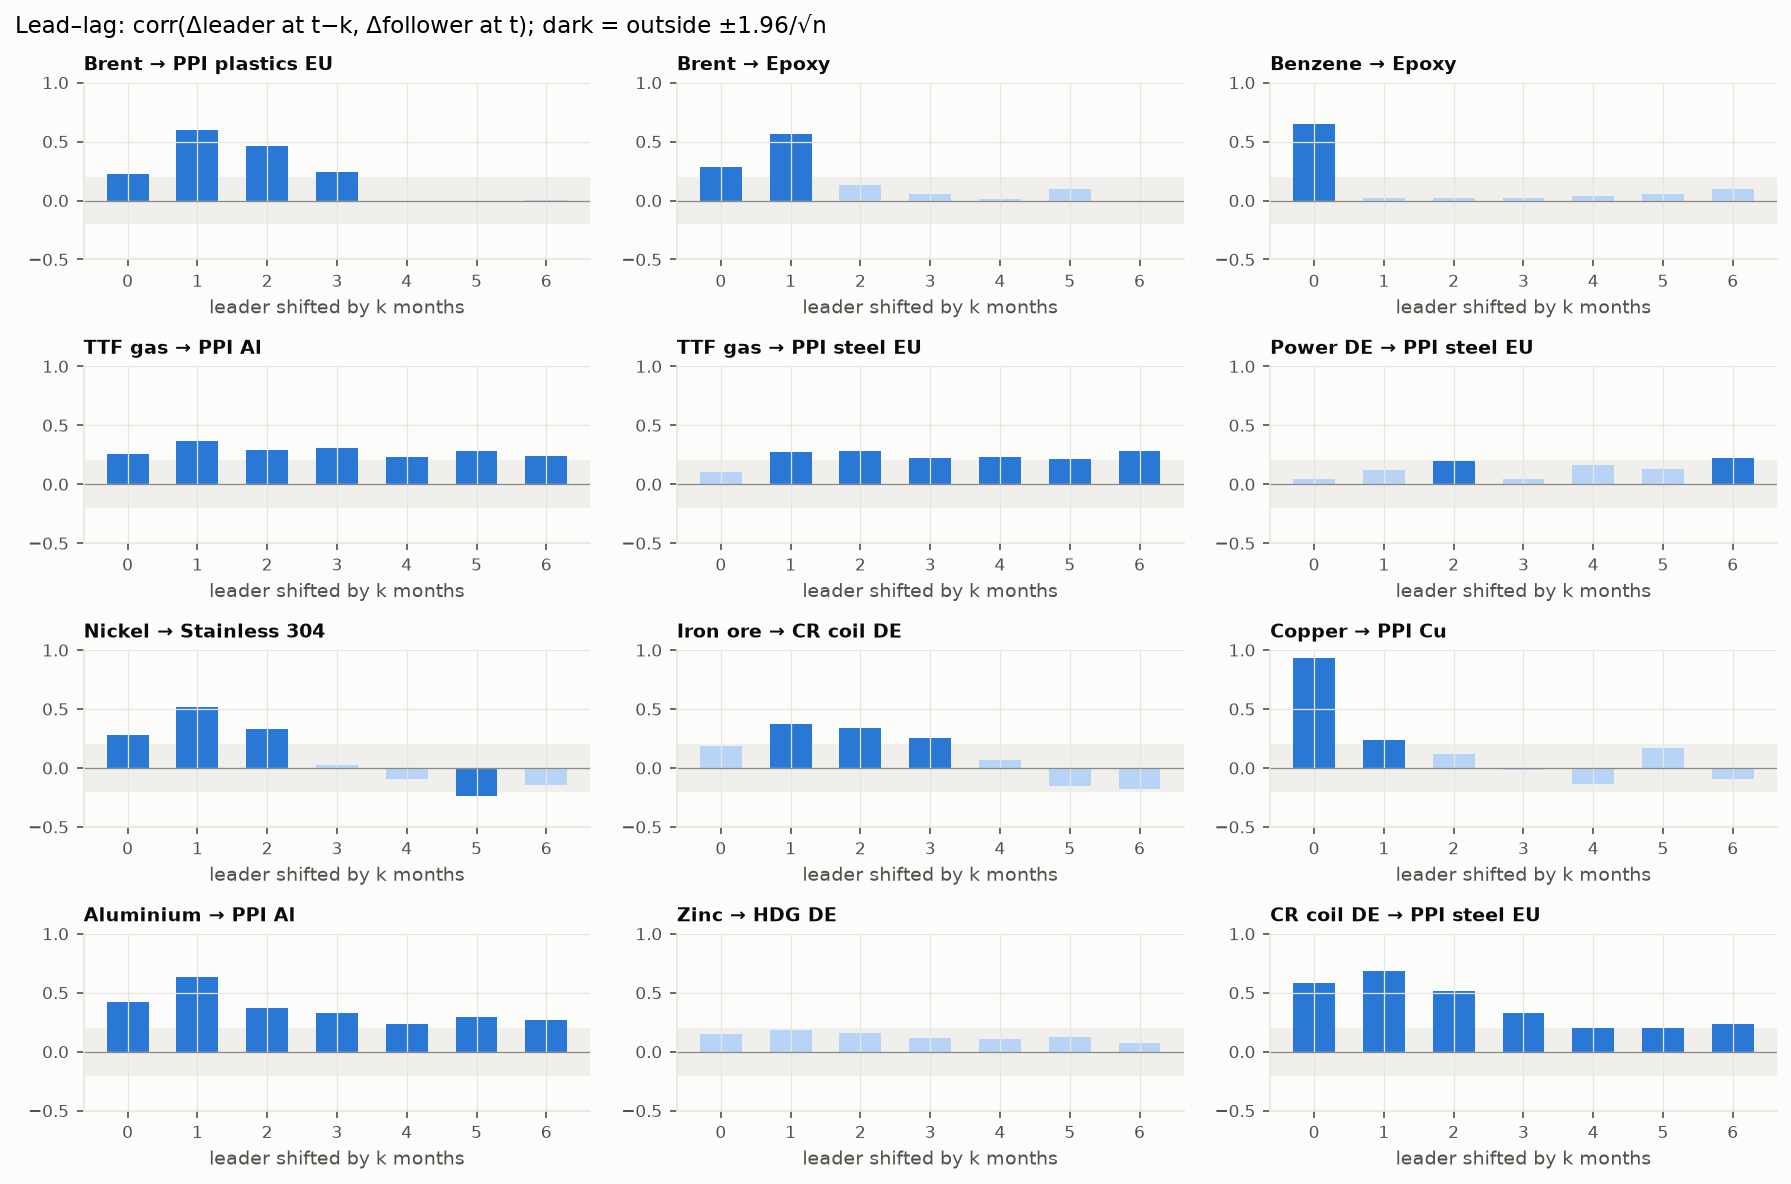 Lead–lag: corr(Δleader at t−k, Δfollower at t); dark = outside ±1.96/√n
Brent → PPI plastics EU
1.0
0.5
0.0
−0.5
0 1 2 3 4 5 6
leader shifted by k months
Brent → Epoxy
1.0
0.5
0.0
−0.5
0 1 2 3 4 5 6
leader shifted by k months
Benzene → Epoxy
1.0
0.5
0.0
−0.5
0 1 2 3 4 5 6
leader shifted by k months
TTF gas → PPI Al
1.0
0.5
0.0
−0.5
0 1 2 3 4 5 6
leader shifted by k months
TTF gas → PPI steel EU
1.0
0.5
0.0
−0.5
0 1 2 3 4 5 6
leader shifted by k months
Power DE → PPI steel EU
1.0
0.5
0.0
−0.5
0 1 2 3 4 5 6
leader shifted by k months
Nickel → Stainless 304
1.0
0.5
0.0
−0.5
0 1 2 3 4 5 6
leader shifted by k months
Iron ore → CR coil DE
1.0
0.5
0.0
−0.5
0 1 2 3 4 5 6
leader shifted by k months
Copper → PPI Cu
1.0
0.5
0.0
−0.5
0 1 2 3 4 5 6
leader shifted by k months
Aluminium → PPI Al
1.0
0.5
0.0
−0.5
0 1 2 3 4 5 6
leader shifted by k months
Zinc → HDG DE
1.0
0.5
0.0
−0.5
0 1 2 3 4 5 6
leader shifted by k months
CR coil DE → PPI steel EU
1.0
0.5
0.0
−0.5
0 1 2 3 4 5 6
leader shifted by k months